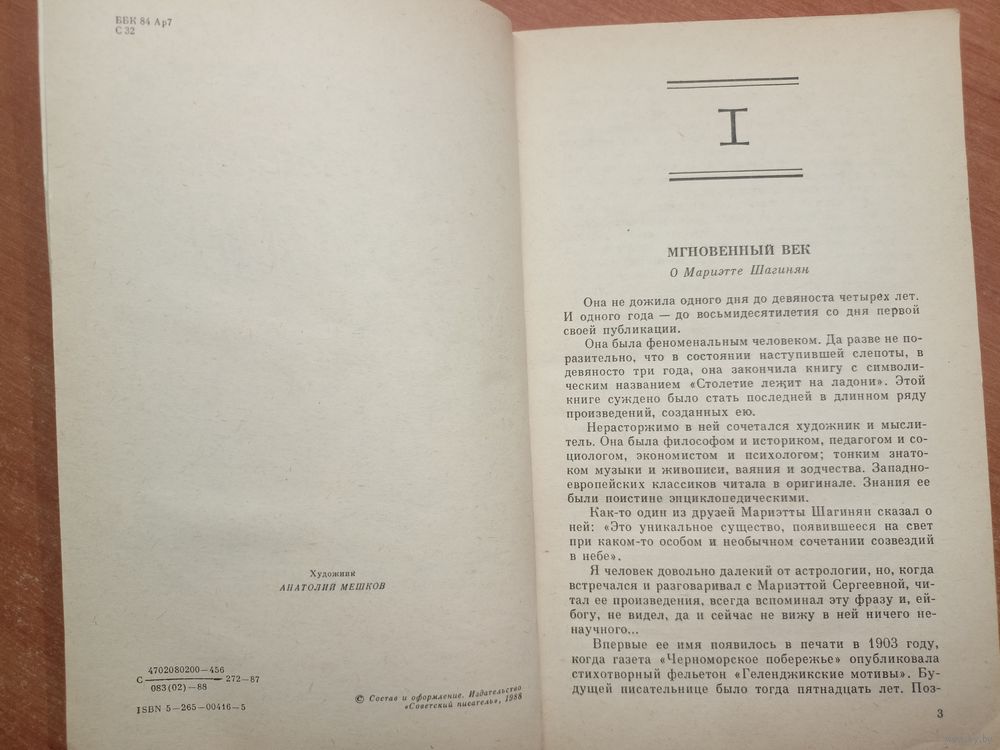 ББК 84 Ар7
С 32
Художник
АНАТОЛИЙ МЕШКОВ
С 4702080200—456
083(02)—88 272—87
ISBN 5—265—00416—5
© Состав и оформление. Издательство
«Советский писатель», 1988
I
МГНОВЕННЫЙ ВЕК
О Мариэтте Шагинян
Она не дожила одного дня до девяноста четырех лет.
И одного года — до восьмидесятилетия со дня первой
своей публикации.
Она была феноменальным человеком. Да разве не по-
разительно, что в состоянии наступившей слепоты, в
девяносто три года, она закончила книгу с символи-
ческим названием «Столетие лежит на ладони». Этой
книге суждено было стать последней в длинном ряду
произведений, созданных ею.
Нерасторжимо в ней сочетался художник и мысли-
тель. Она была философом и историком, педагогом и со-
циологом, экономистом и психологом; тонким знато-
ком музыки и живописи, ваяния и зодчества. Западно-
европейских классиков читала в оригинале. Знания ее
были поистине энциклопедическими.
Как-то один из друзей Мариэтты Шагинян сказал о
ней: «Это уникальное существо, появившееся на свет
при каком-то особом и необычном сочетании созвездий
в небе».
Я человек довольно далекий от астрологии, но, когда
встречался и разговаривал с Мариэттой Сергеевной, чи-
тал ее произведения, всегда вспоминал эту фразу и, ей-
богу, не видел, да и сейчас не вижу в ней ничего не-
научного...
Впервые ее имя появилось в печати в 1903 году,
когда газета «Черноморское побережье» опубликовала
стихотворный фельетон «Геленджикские мотивы». Бу-
дущей писательнице было тогда пятнадцать лет. Поз-
3